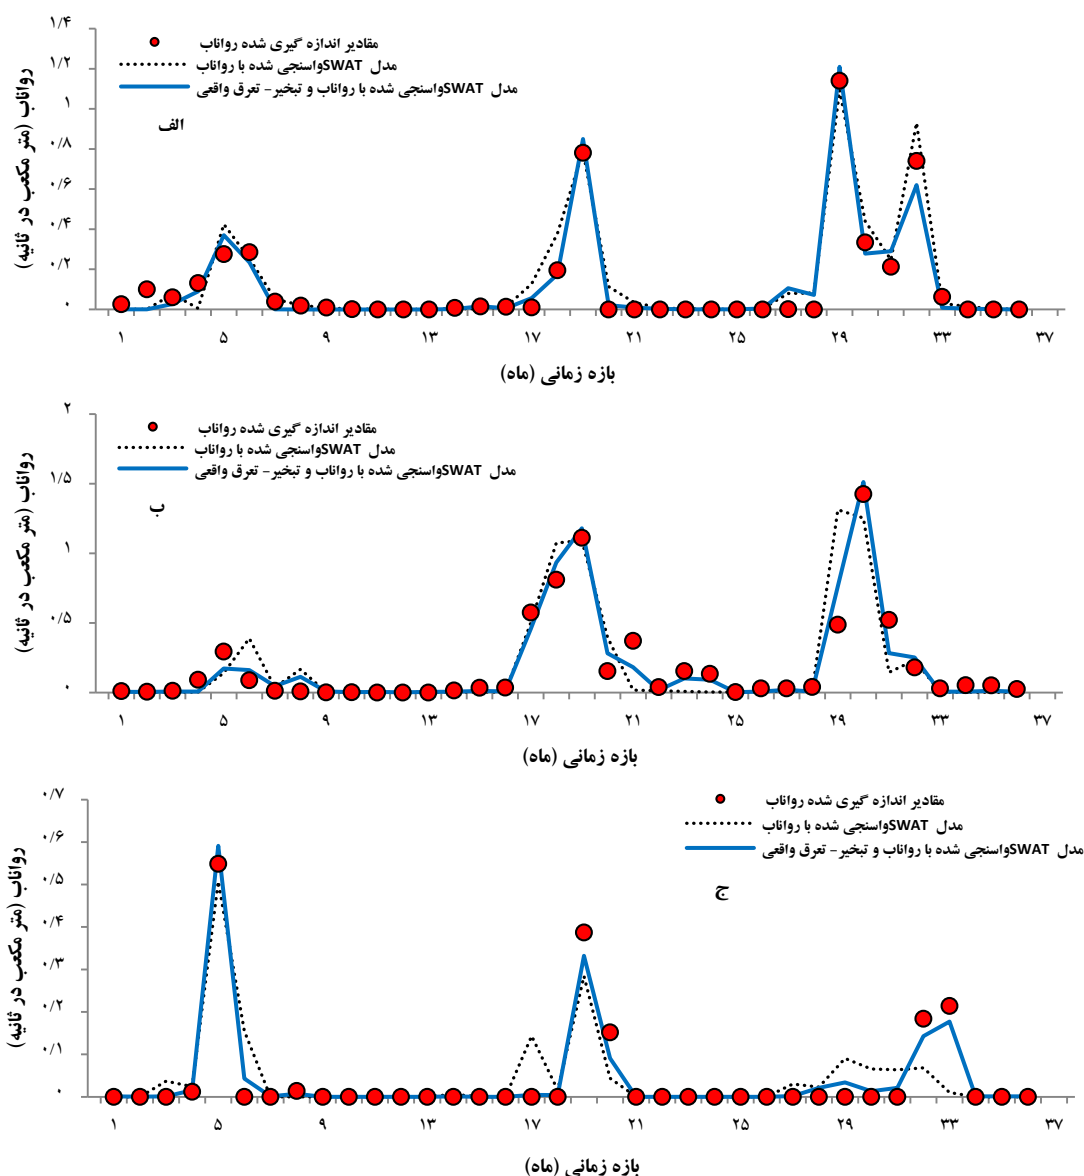 ۱/۴
۱/۲
۱
۰/۸
۰/۶
۰/۴
۰/۲
۰
رواناب (متر مکعب در ثانیه)
مقادیر اندازه گیری شده رواناب
مدل SWATواسنجی شده با رواناب
مدل SWATواسنجی شده با رواناب و تبخیر- تعرق واقعی
الف
۱ ۵ ۹ ۱۳ ۱۷ ۲۱ ۲۵ ۲۹ ۳۳ ۳۷
بازه زمانی (ماه)
۲
۱/۵
۱
۰/۵
۰
رواناب (متر مکعب در ثانیه)
مقادیر اندازه گیری شده رواناب
مدل SWATواسنجی شده با رواناب
مدل SWATواسنجی شده با رواناب و تبخیر- تعرق واقعی
ب
۱ ۵ ۹ ۱۳ ۱۷ ۲۱ ۲۵ ۲۹ ۳۳ ۳۷
بازه زمانی (ماه)
۰/۷
۰/۶
۰/۵
۰/۴
۰/۳
۰/۲
۰/۱
۰
رواناب (متر مکعب در ثانیه)
مقادیر اندازه گیری شده رواناب
مدل SWATواسنجی شده با رواناب
مدل SWATواسنجی شده با رواناب و تبخیر- تعرق واقعی
ج
۱ ۵ ۹ ۱۳ ۱۷ ۲۱ ۲۵ ۲۹ ۳۳ ۳۷
بازه زمانی (ماه)